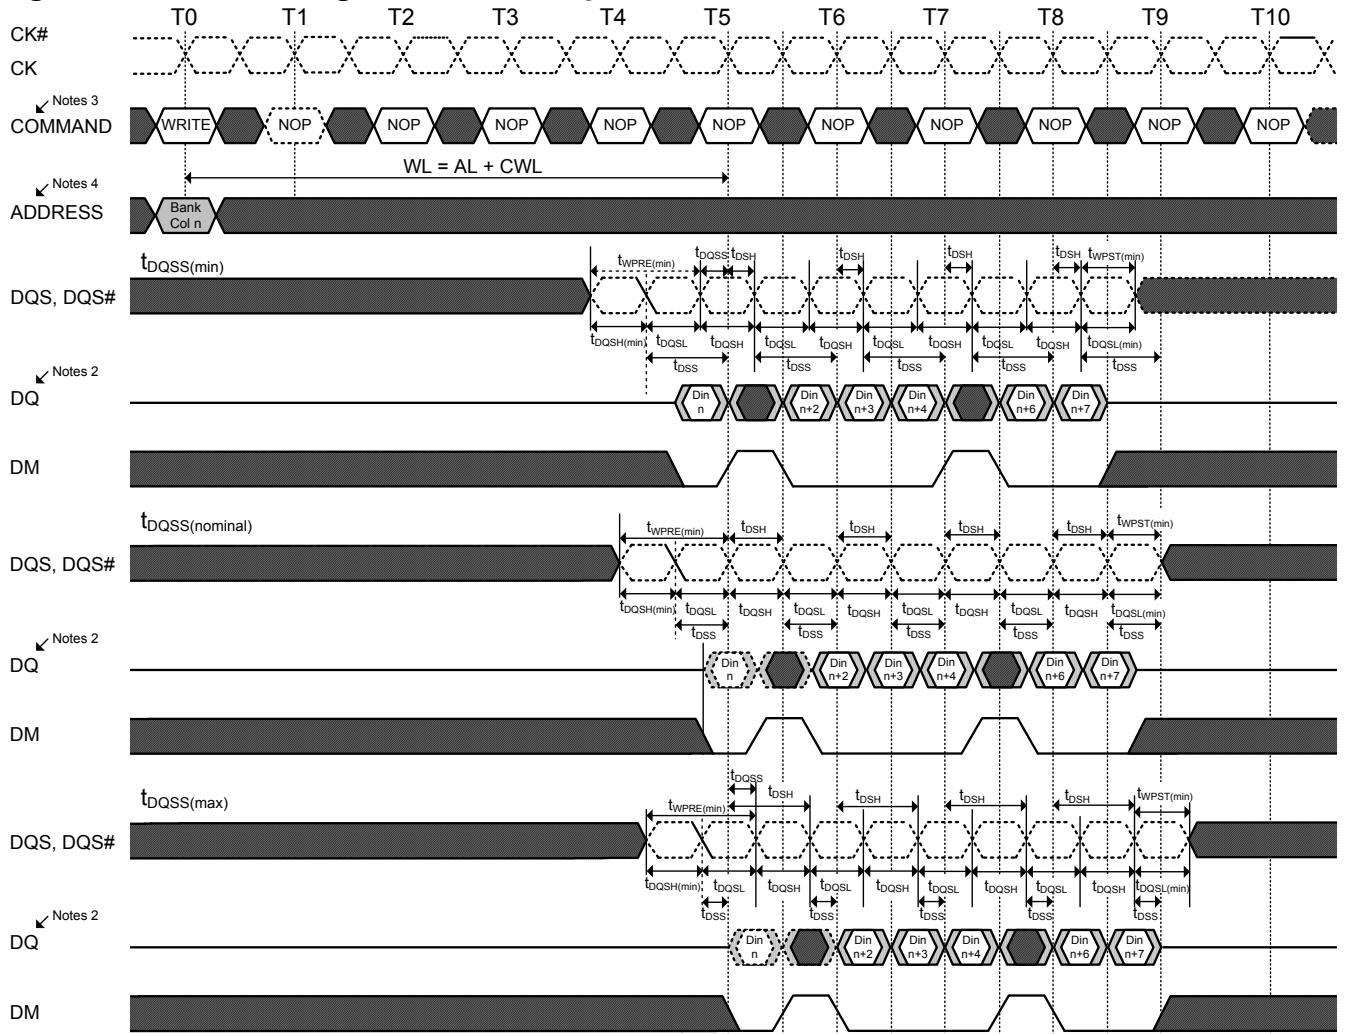 T0 T1 T2 T3 T4 T5 T6 T7 T8 T9 T10
CK#
CK
Notes 3
COMMAND WRITE NOP NOP NOP NOP NOP NOP NOP NOP NOP NOP
WL = AL + CWL
Notes 4
ADDRESS Bank Col n
tDQSS(min) tWPRE(min) tDQSS tDSH tDSH tDSH tDSH tWPST(min)
DQS, DQS#
tDQSH(min) tDQSL tDQSH tDQSL tDQSH tDQSL tDQSH tDQSL tDQSH tDQSL(min)
tDSS tDSS tDSS tDSS tDSS
Notes 2
DQ Din n Din n+2 Din n+3 Din n+4 Din n+6 Din n+7
DM
tDQSS(nominal) tWPRE(min) tDSH tDSH tDSH tDSH tWPST(min)
DQS, DQS#
tDQSH(min) tDQSL tDQSH tDQSL tDQSH tDQSL tDQSH tDQSL tDQSH tDQSL(min)
tDSS tDSS tDSS tDSS tDSS
Notes 2
DQ Din n Din n+2 Din n+3 Din n+4 Din n+6 Din n+7
DM
tDQSS
tDQSS(max) tWPRE(min) tDSH tDSH tDSH tDSH tWPST(min)
DQS, DQS#
tDQSH(min) tDQSL tDQSH tDQSL tDQSH tDQSL tDQSH tDQSL tDQSH tDQSL(min)
tDSS tDSS tDSS tDSS tDSS
Notes 2
DQ Din n Din n+2 Din n+3 Din n+4 Din n+6 Din n+7
DM